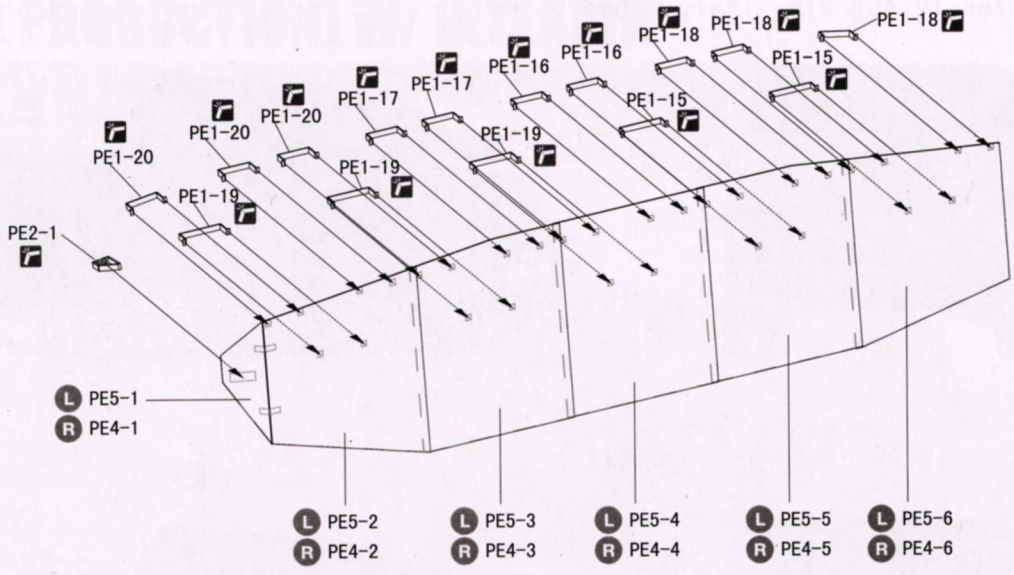 PE1-18
PE1-18
PE1-18
PE1-16
PE1-16
PE1-15
PE1-17
PE1-17
PE1-15
PE1-20
PE1-20
PE1-19
PE1-20
PE1-19
PE1-19
PE2-1
L PE5-1
R PE4-1
L PE5-2
R PE4-2
L PE5-3
R PE4-3
L PE5-4
R PE4-4
L PE5-5
R PE4-5
L PE5-6
R PE4-6